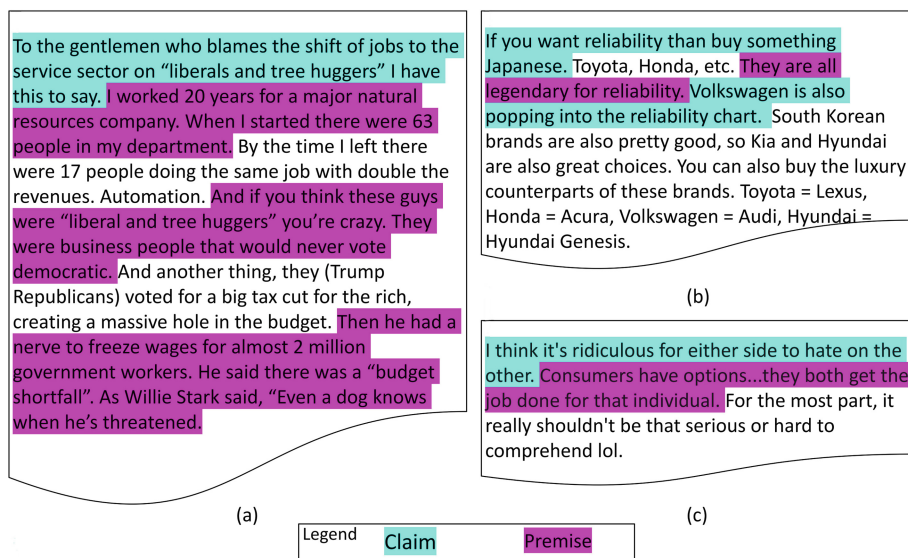 To the gentlemen who blames the shift of jobs to the
service sector on “liberals and tree huggers” I have
this to say. I worked 20 years for a major natural
resources company. When I started there were 63
people in my department. By the time I left there
were 17 people doing the same job with double the
revenues. Automation. And if you think these guys
were “liberal and tree huggers” you’re crazy. They
were business people that would never vote
democratic. And another thing, they (Trump
Republicans) voted for a big tax cut for the rich,
creating a massive hole in the budget. Then he had a
nerve to freeze wages for almost 2 million
government workers. He said there was a “budget
shortfall”. As Willie Stark said, “Even a dog knows
when he’s threatened.
(a)
If you want reliability than buy something
Japanese. Toyota, Honda, etc. They are all
legendary for reliability. Volkswagen is also
popping into the reliability chart. South Korean
brands are also pretty good, so Kia and Hyundai
are also great choices. You can also buy the luxury
counterparts of these brands. Toyota = Lexus,
Honda = Acura, Volkswagen = Audi, Hyundai =
Hyundai Genesis.
(b)
I think it's ridiculous for either side to hate on the
other. Consumers have options...they both get the
job done for that individual. For the most part, it
really shouldn't be that serious or hard to
comprehend lol.
(c)
Legend Claim Premise